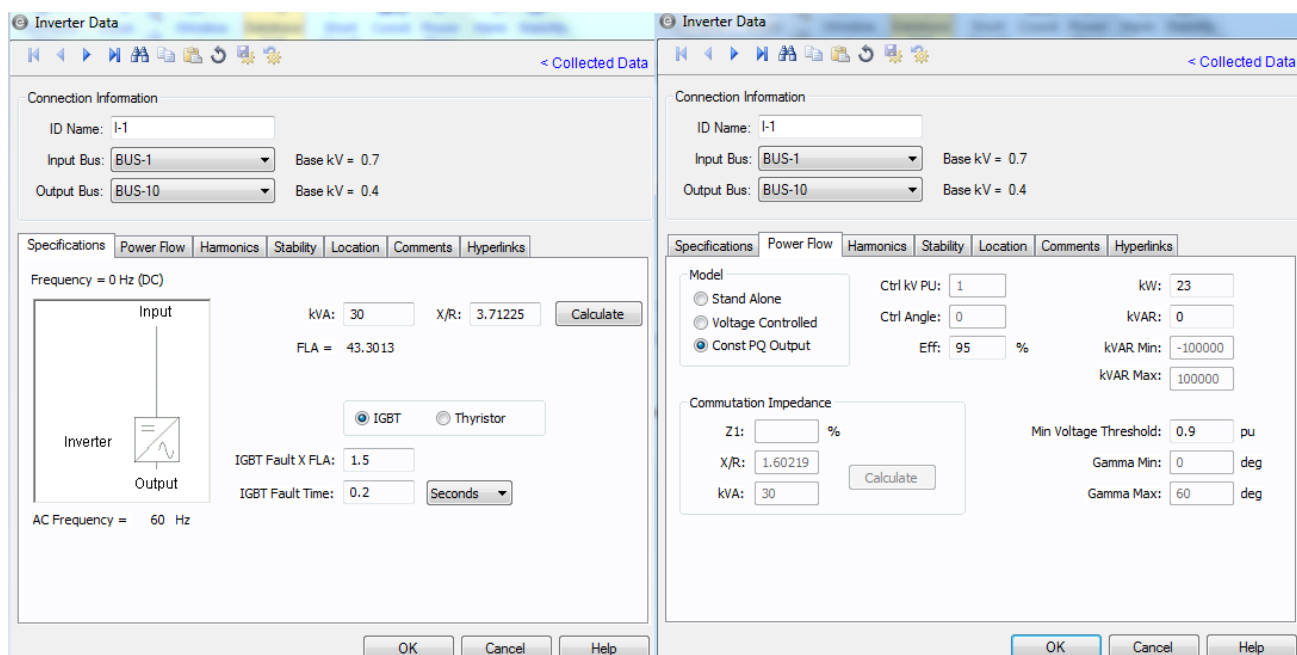 Inverter Data
< Collected Data
Connection Information
ID Name: I-1
Input Bus: BUS-1 Base kV = 0.7
Output Bus: BUS-10 Base kV = 0.4
Specifications Power Flow Harmonics Stability Location Comments Hyperlinks
Frequency = 0 Hz (DC)
Input
Inverter
Output
AC Frequency = 60 Hz
kVA: 30 X/R: 3.71225 Calculate
FLA = 43.3013
IGBT Thyristor
IGBT Fault X FLA: 1.5
IGBT Fault Time: 0.2 Seconds
OK Cancel Help
Inverter Data
< Collected Data
Connection Information
ID Name: I-1
Input Bus: BUS-1 Base kV = 0.7
Output Bus: BUS-10 Base kV = 0.4
Specifications Power Flow Harmonics Stability Location Comments Hyperlinks
Model
Stand Alone
Voltage Controlled
Const PQ Output
Ctrl kV PU: 1
Ctrl Angle: 0
Eff: 95 %
kW: 23
kVAR: 0
kVAR Min: -100000
kVAR Max: 100000
Commutation Impedance
Z1: %
X/R: 1.60219
kVA: 30
Calculate
Min Voltage Threshold: 0.9 pu
Gamma Min: 0 deg
Gamma Max: 60 deg
OK Cancel Help